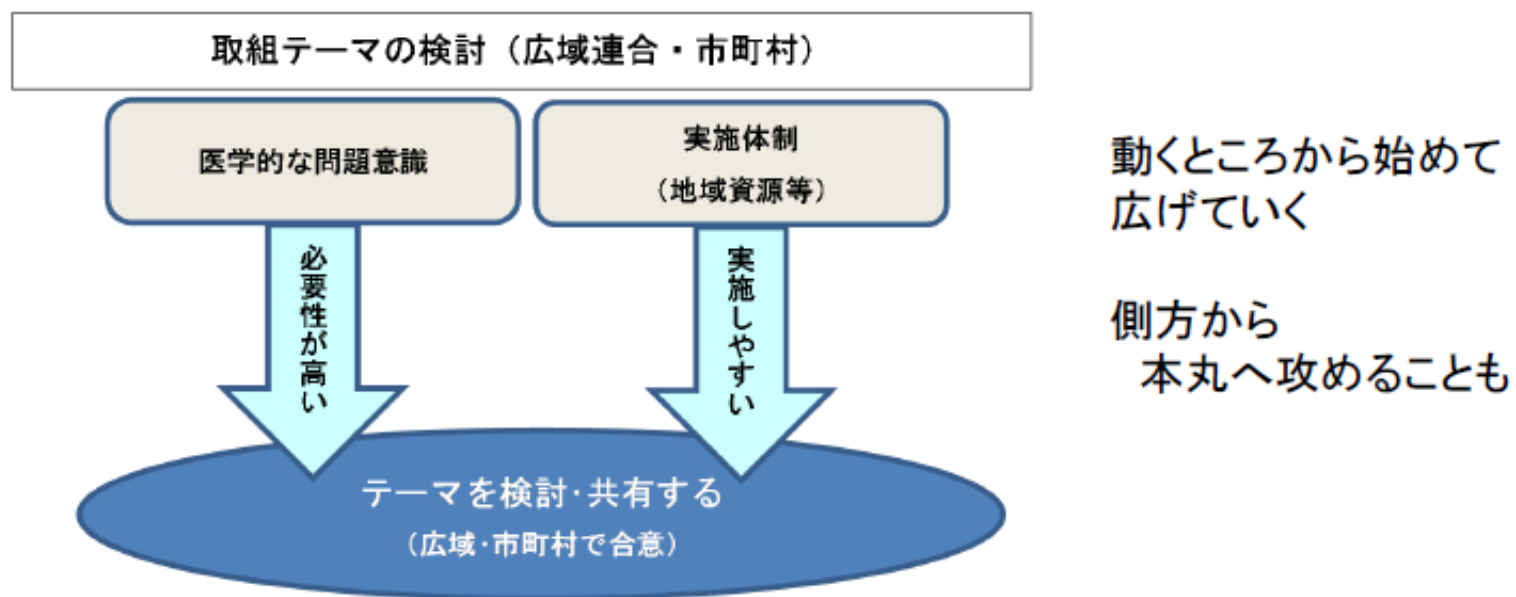 取組テーマの検討（広域連合・市町村）
医学的な問題意識
実施体制
（地域資源等）
必要性が高い
実施しやすい
テーマを検討・共有する
（広域・市町村で合意）
動くところから始めて
広げていく
側方から
本丸へ攻めることも